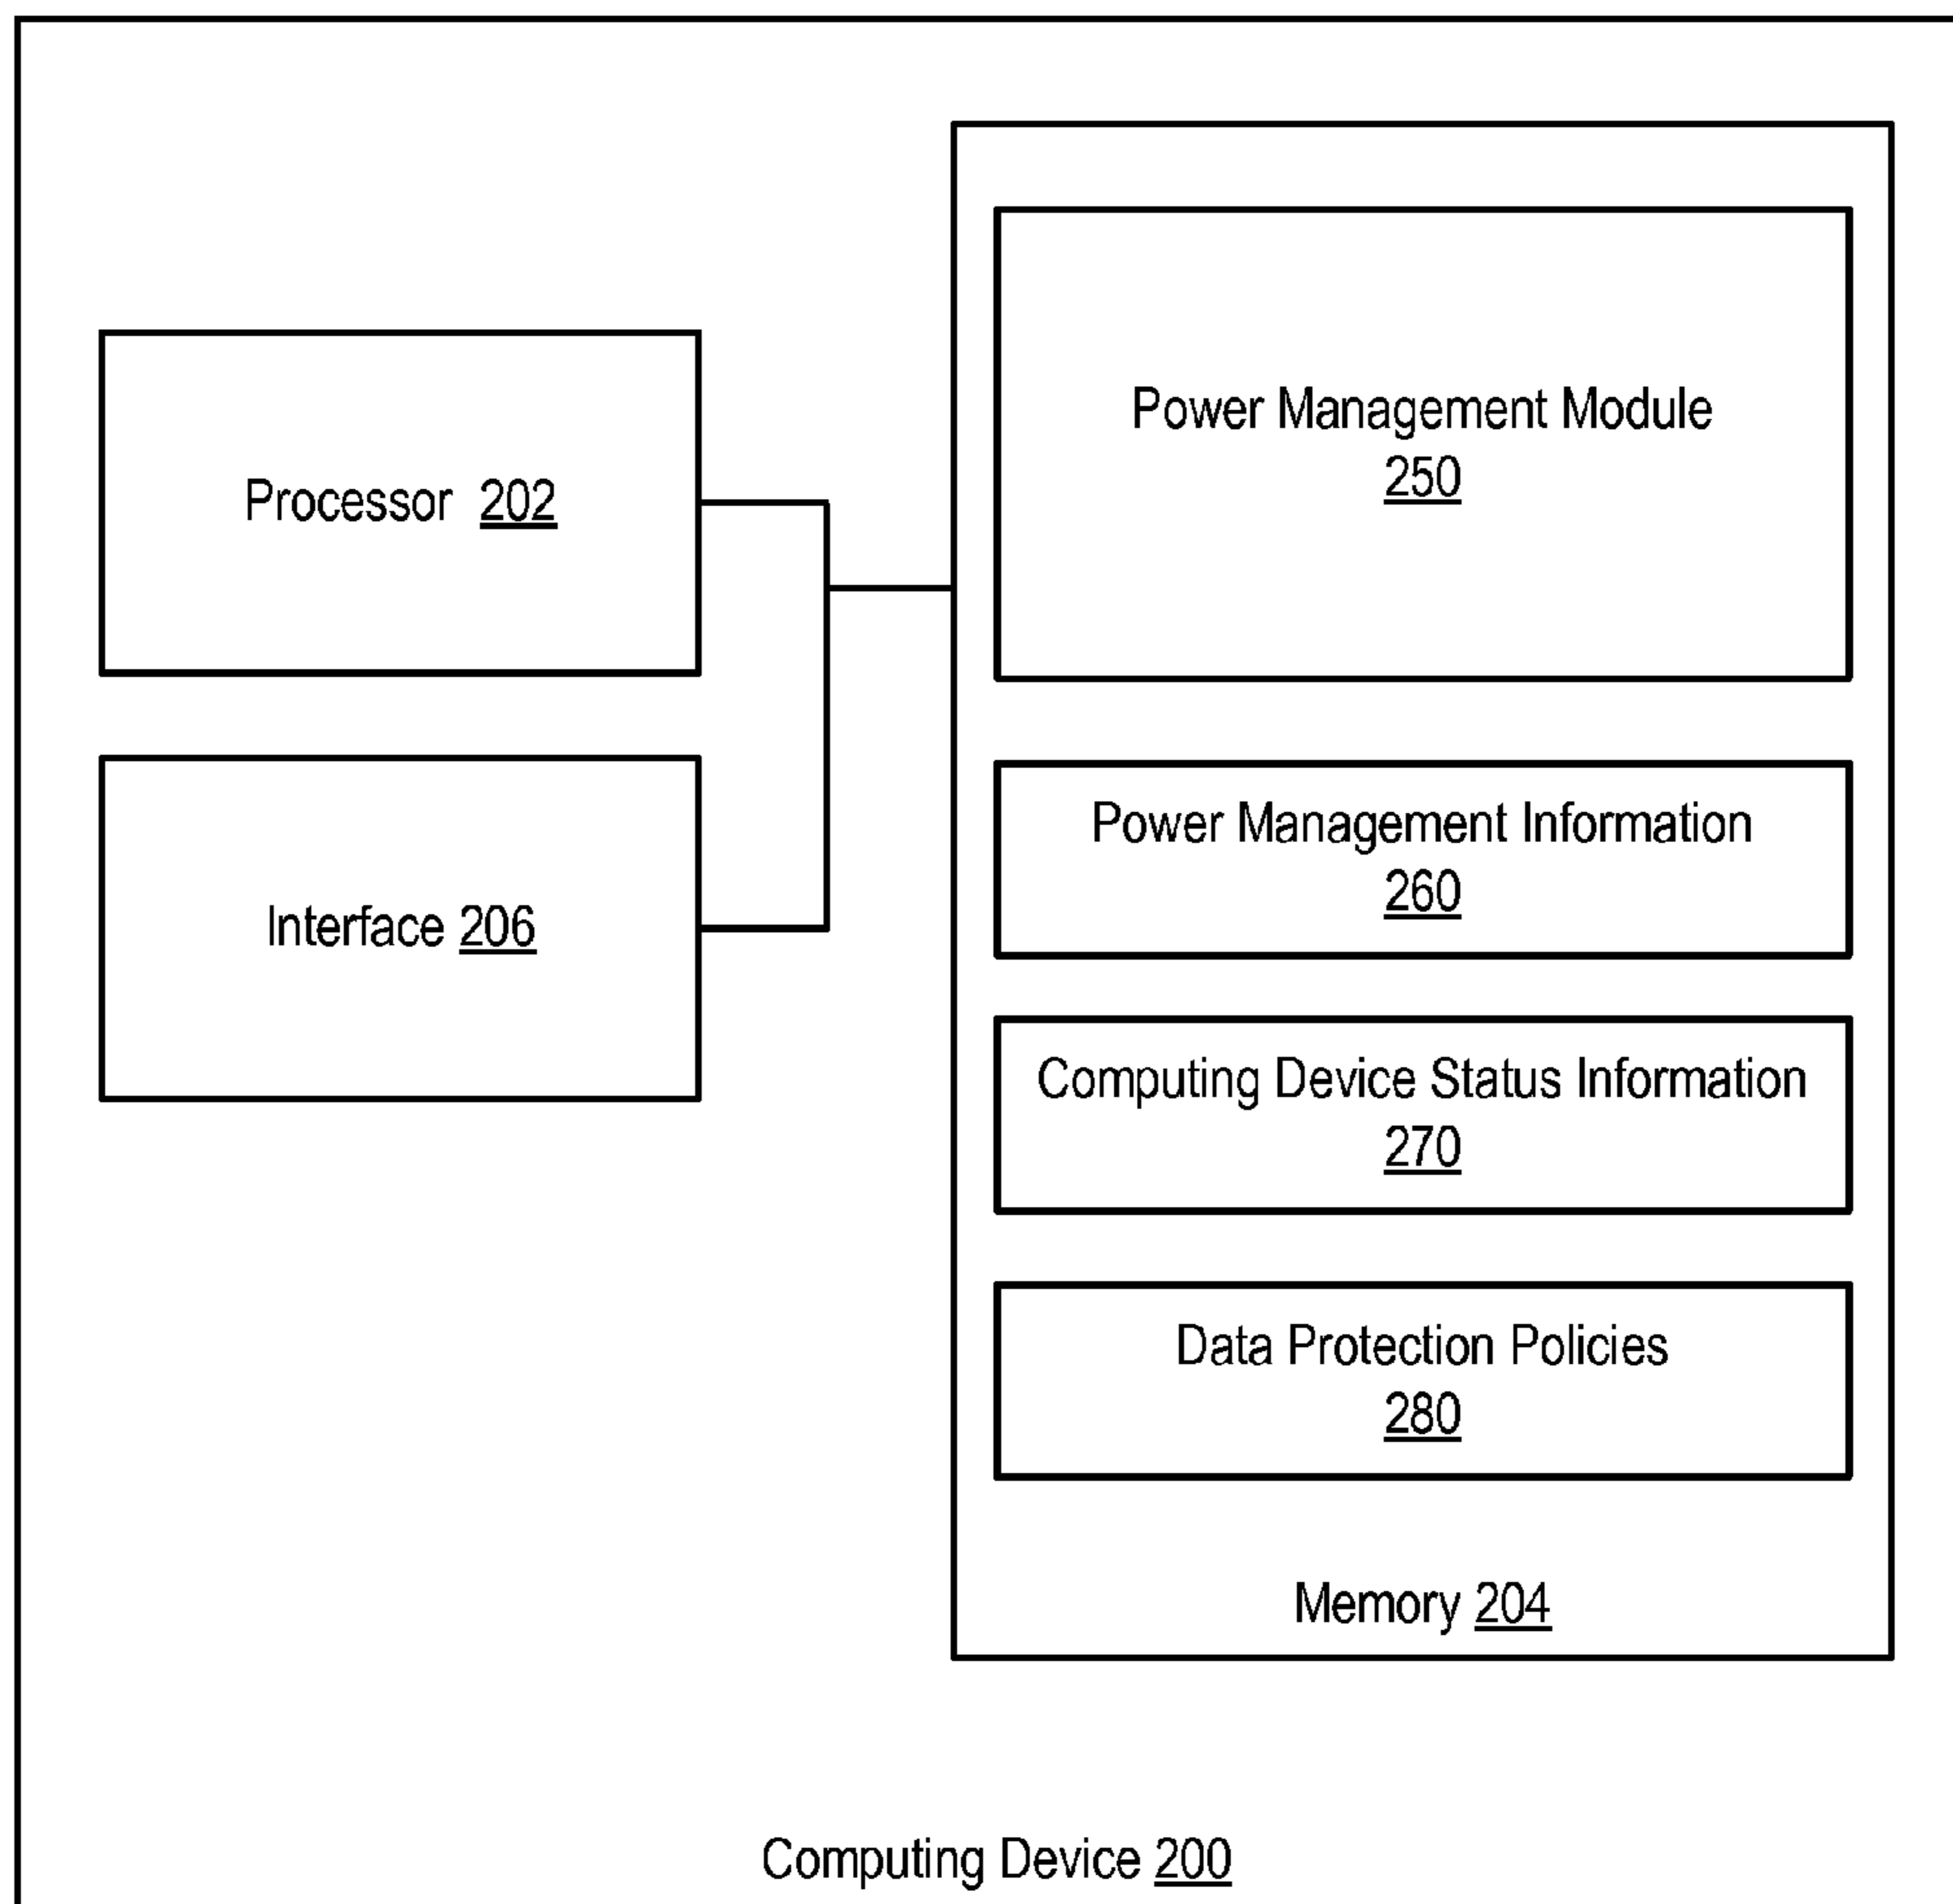 Processor 202
Interface 206
Power Management Module
250
Power Management Information
260
Computing Device Status Information
270
Data Protection Policies
280
Memory 204
Computing Device 200